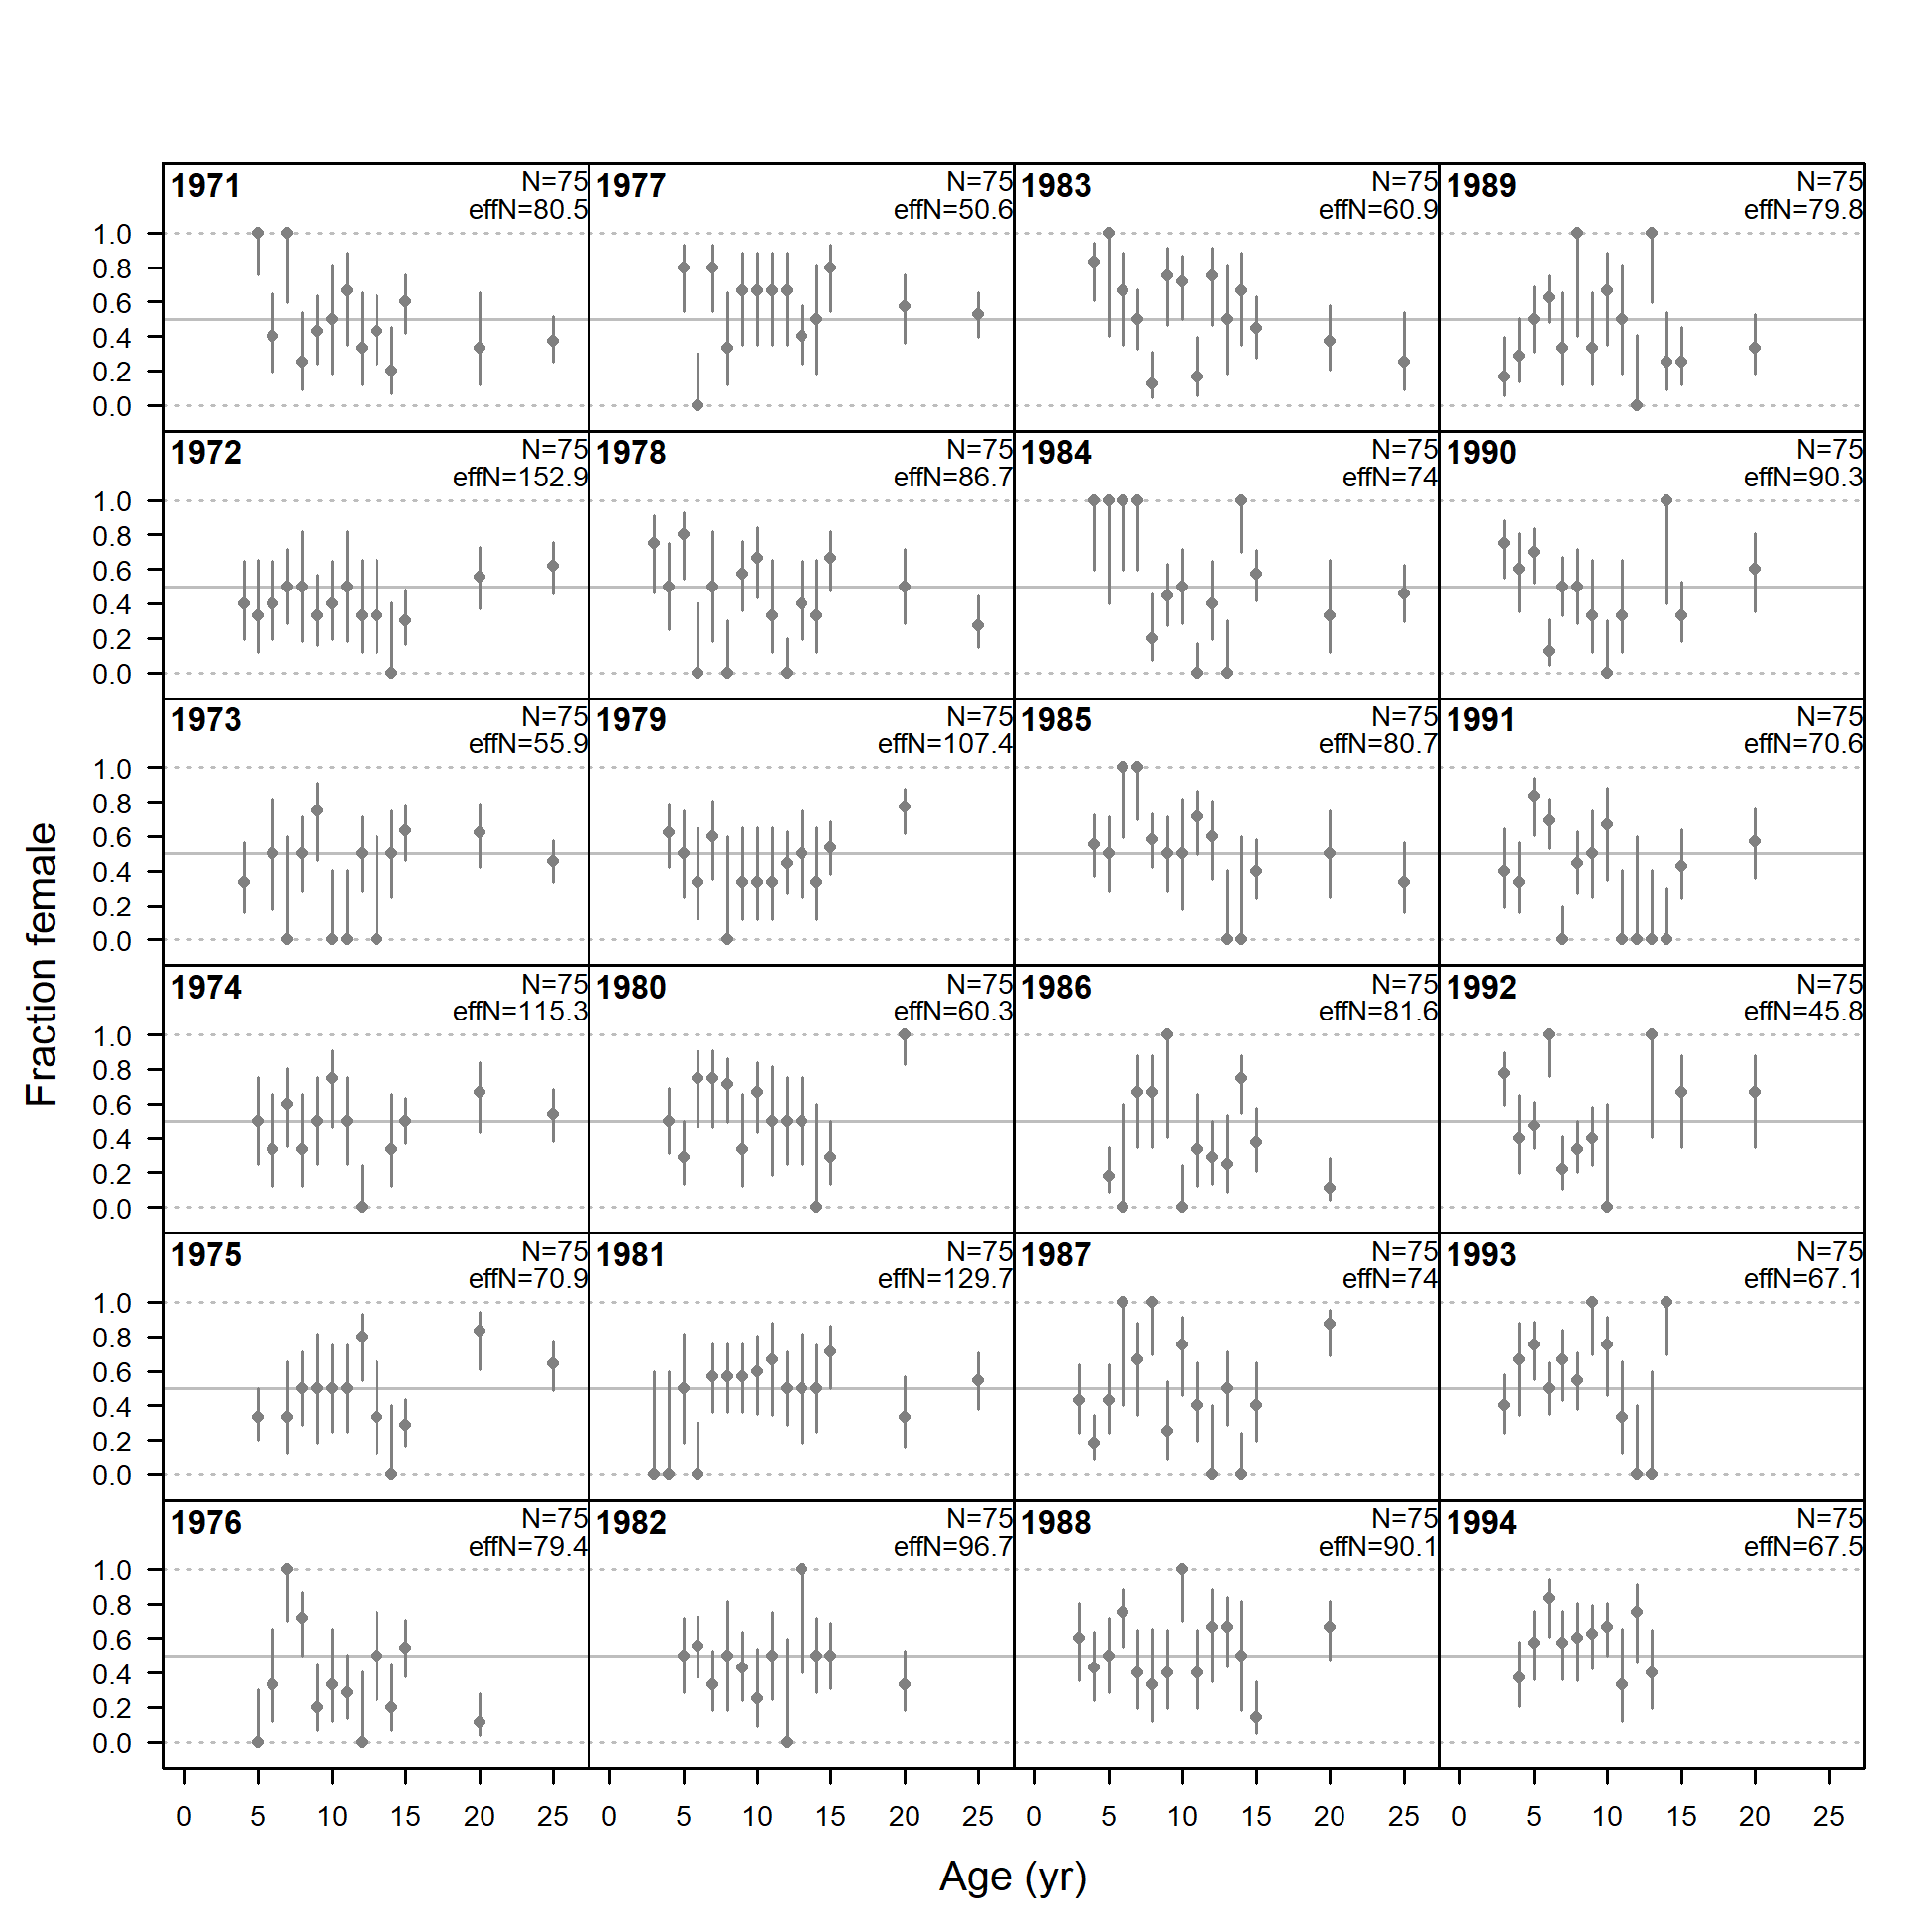 1971 N=75 1977 N=75 1983 N=75 1989 N=75
effN=80.5 effN=50.6 effN=60.9 effN=79.8
1.0
0.8
0.6
0.4
0.2
0.0
1972 N=75 1978 N=75 1984 N=75 1990 N=75
effN=152.9 effN=86.7 effN=74 effN=90.3
1.0
0.8
0.6
0.4
0.2
0.0
1973 N=75 1979 N=75 1985 N=75 1991 N=75
effN=55.9 effN=107.4 effN=80.7 effN=70.6
1.0
0.8
0.6
0.4
0.2
0.0
Fraction female
1974 N=75 1980 N=75 1986 N=75 1992 N=75
effN=115.3 effN=60.3 effN=81.6 effN=45.8
1.0
0.8
0.6
0.4
0.2
0.0
1975 N=75 1981 N=75 1987 N=75 1993 N=75
effN=70.9 effN=129.7 effN=74 effN=67.1
1.0
0.8
0.6
0.4
0.2
0.0
1976 N=75 1982 N=75 1988 N=75 1994 N=75
effN=79.4 effN=96.7 effN=90.1 effN=67.5
1.0
0.8
0.6
0.4
0.2
0.0
0 5 10 15 20 25 0 5 10 15 20 25 0 5 10 15 20 25 0 5 10 15 20 25
Age (yr)